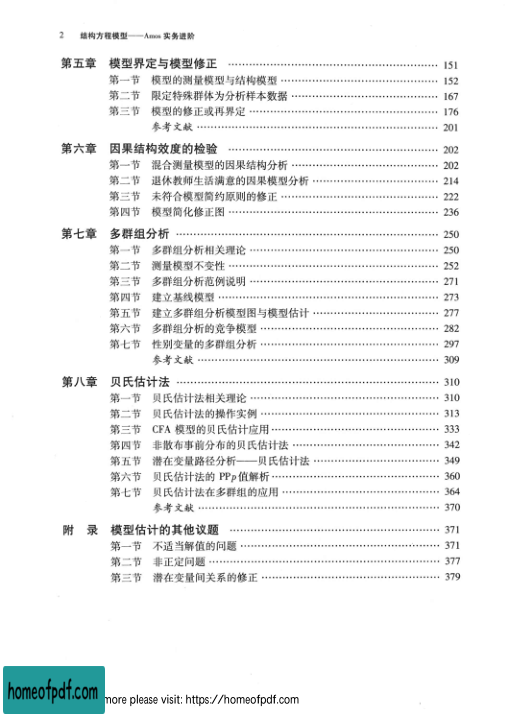 2 结构方程模型——Amos 实务进阶
第五章 模型界定与模型修正 …… 151
第一节 模型的测量模型与结构模型 …… 152
第二节 限定特殊群体为分析样本数据 …… 167
第三节 模型的修正或再界定 …… 176
参考文献 …… 201
第六章 因果结构效度的检验 …… 202
第一节 混合测量模型的因果结构分析 …… 202
第二节 退休教师生活满意的因果模型分析 …… 214
第三节 未符合模型简约原则的修正 …… 222
第四节 模型简化修正图 …… 236
第七章 多群组分析 …… 250
第一节 多群组分析相关理论 …… 250
第二节 测量模型不变性 …… 252
第三节 多群组分析范例说明 …… 271
第四节 建立基线模型 …… 273
第五节 建立多群组分析模型图与模型估计 …… 277
第六节 多群组分析的竞争模型 …… 282
第七节 性别变量的多群组分析 …… 297
参考文献 …… 309
第八章 贝氏估计法 …… 310
第一节 贝氏估计法相关理论 …… 310
第二节 贝氏估计法的操作实例 …… 313
第三节 CFA 模型的贝氏估计应用 …… 333
第四节 非散布事前分布的贝氏估计法 …… 342
第五节 潜在变量路径分析——贝氏估计法 …… 349
第六节 贝氏估计法的 PPp值解析 …… 360
第七节 贝氏估计法在多群组的应用 …… 364
参考文献 …… 370
附 录 模型估计的其他议题 …… 371
第一节 不适当解值的问题 …… 371
第二节 非正定问题 …… 377
第三节 潜在变量间关系的修正 …… 379
homeofpdf.com
more please visit: https://homeofpdf.com